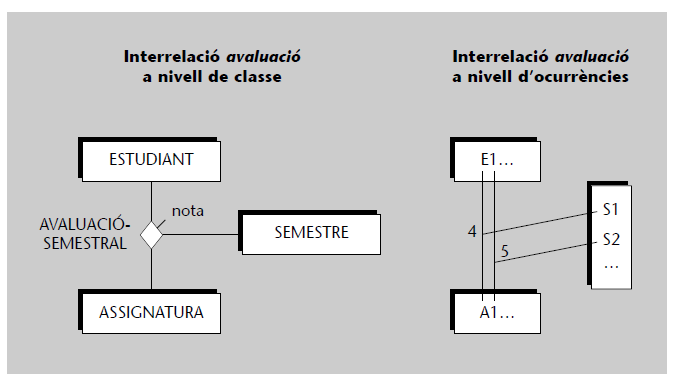 Interrelació avaluació
a nivell de classe
ESTUDIANT
nota
AVALUACIÓ-
SEMESTRAL
SEMESTRE
ASSIGNATURA
Interrelació avaluació
a nivell d'ocurrències
E1...
S1
4
S2
5
...
A1...